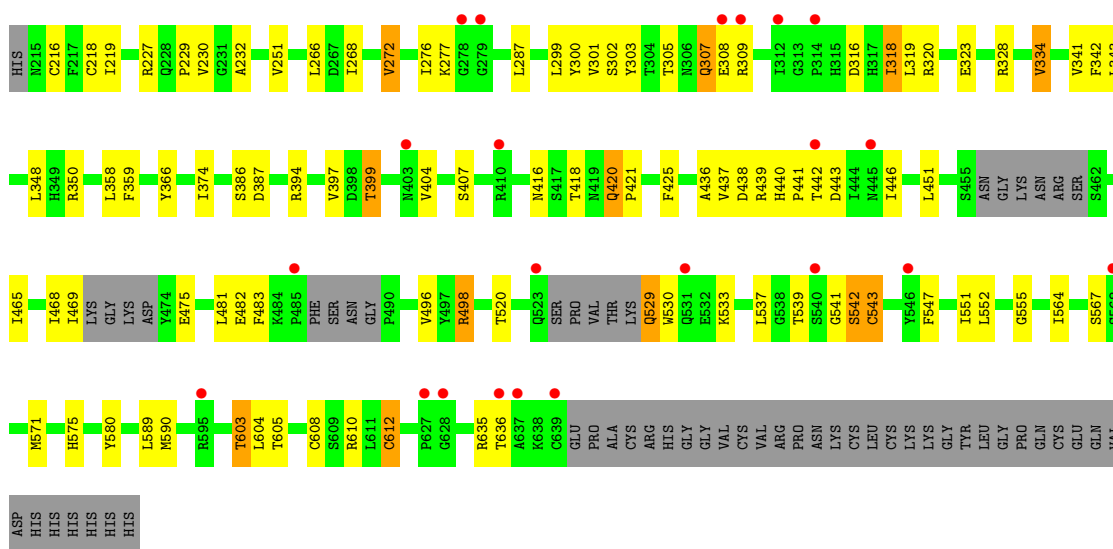 HIS N215 C216 F217 C218 I219 R227 Q228 P229 V230 G231 A232 V251 L266 D267 I268 V272 I276 K277 G278 G279 L287 L299 Y300 V301 S302 Y303 T304 T305 N306 Q307 E308 R309 I312 G313 P314 H315 D316 H317 I318 L319 R320 E323 R328 V334 V341 F342
L348 H349 R350 L358 F359 Y366 I374 S386 D387 R394 V397 D398 T399 N403 V404 S407 R410 N416 S417 T418 N419 Q420 P421 F425 A436 V437 D438 R439 H440 P441 T442 D443 I444 N445 I446 L451 S455 ASN GLY LYS ASN ARG SER S462
I465 I468 I469 LYS GLY LYS ASP Y474 E475 L481 E482 F483 K484 P485 PHE SER ASN GLY P490 V496 Y497 R498 T520 Q523 SER PRO VAL THR LYS Q529 W530 Q531 E532 K533 L537 G538 T539 S540 G541 S542 C543 Y546 F547 I551 L552 G555 I564 S567
M571 H575 Y580 L589 M590 R595 T603 L604 T605 C608 S609 R610 L611 C612 P627 G628 R635 T636 A637 K638 C639 GLU PRO ALA CYS ARG HIS GLY GLY VAL CYS VAL ARG PRO ASN LYS CYS LEU CYS LYS LYS GLY TYR LEU GLY PRO GLN CYS GLU GLN
ASP HIS HIS HIS HIS HIS HIS